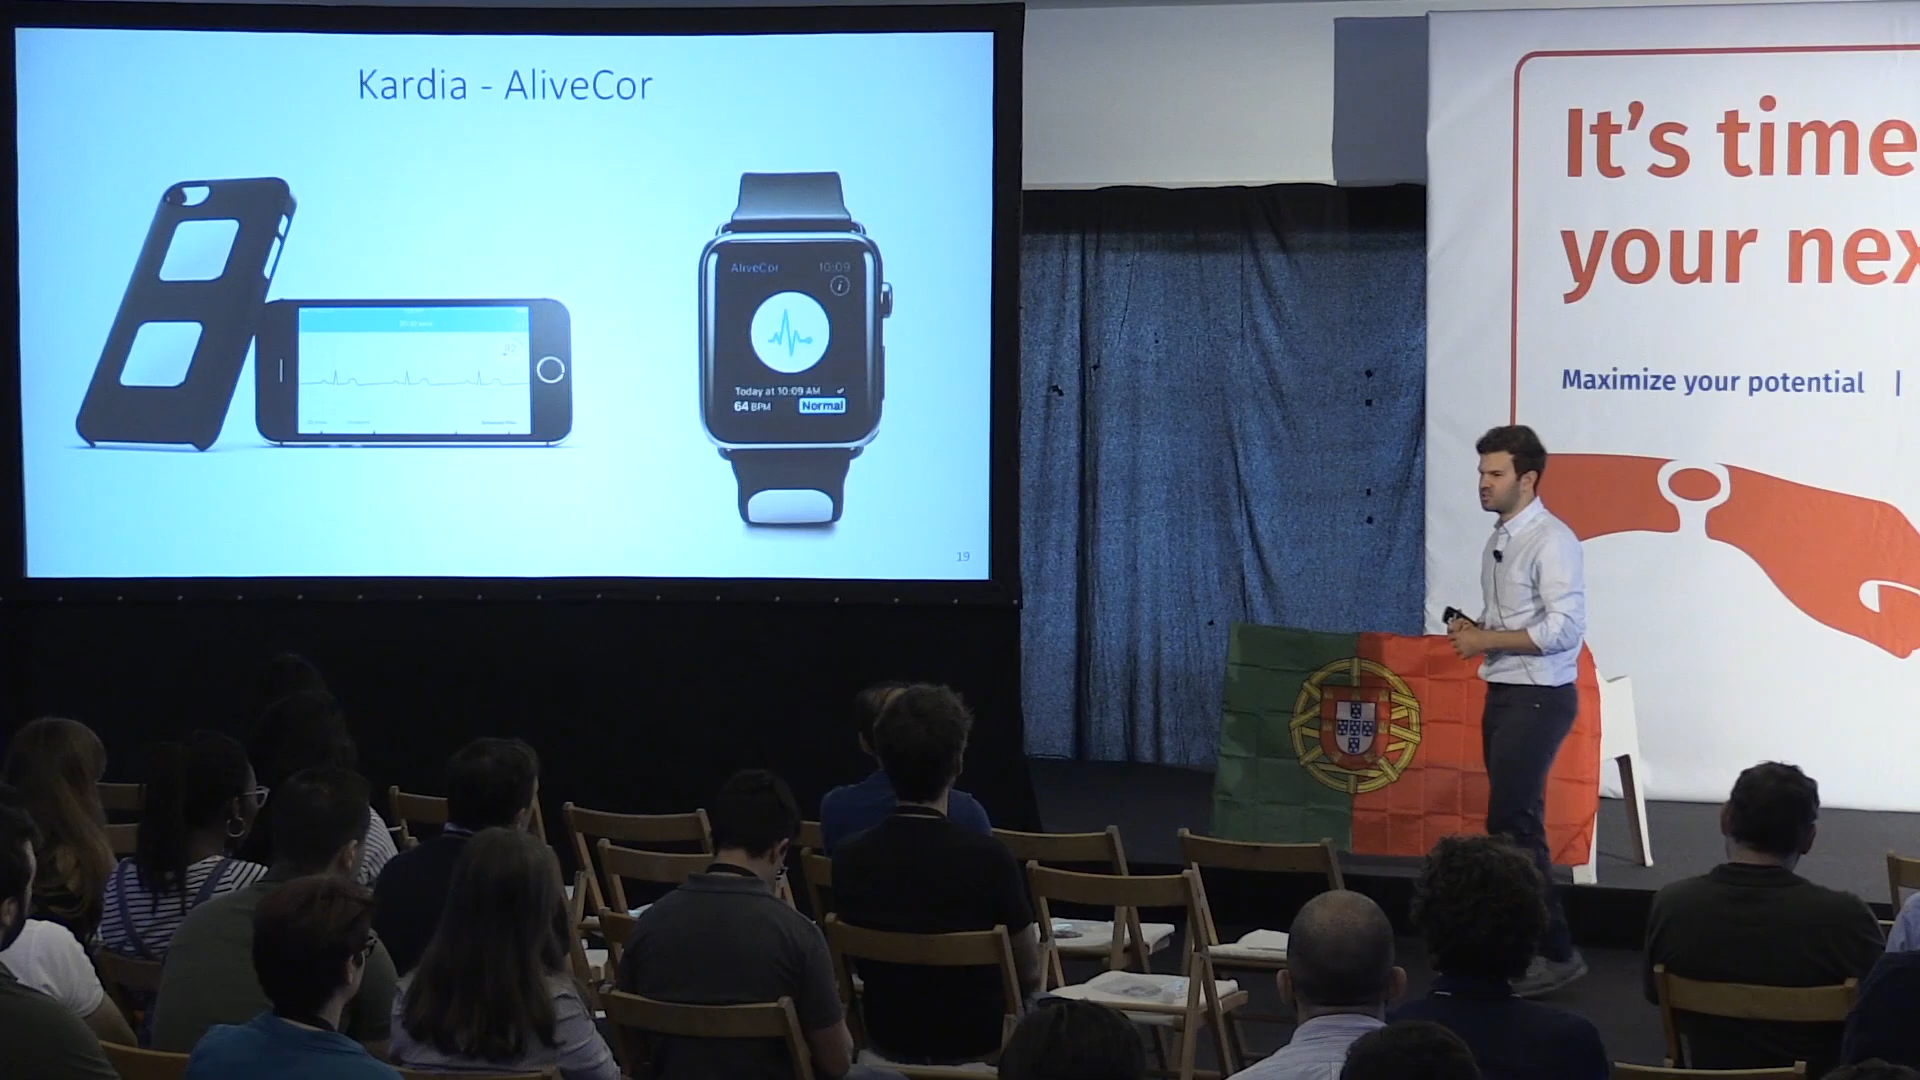 Kardia - AliveCor
AliveCor 10:09
i
Today at 10:09 AM
64 BPM Normal
19
It's time
your nex
Maximize your potential |